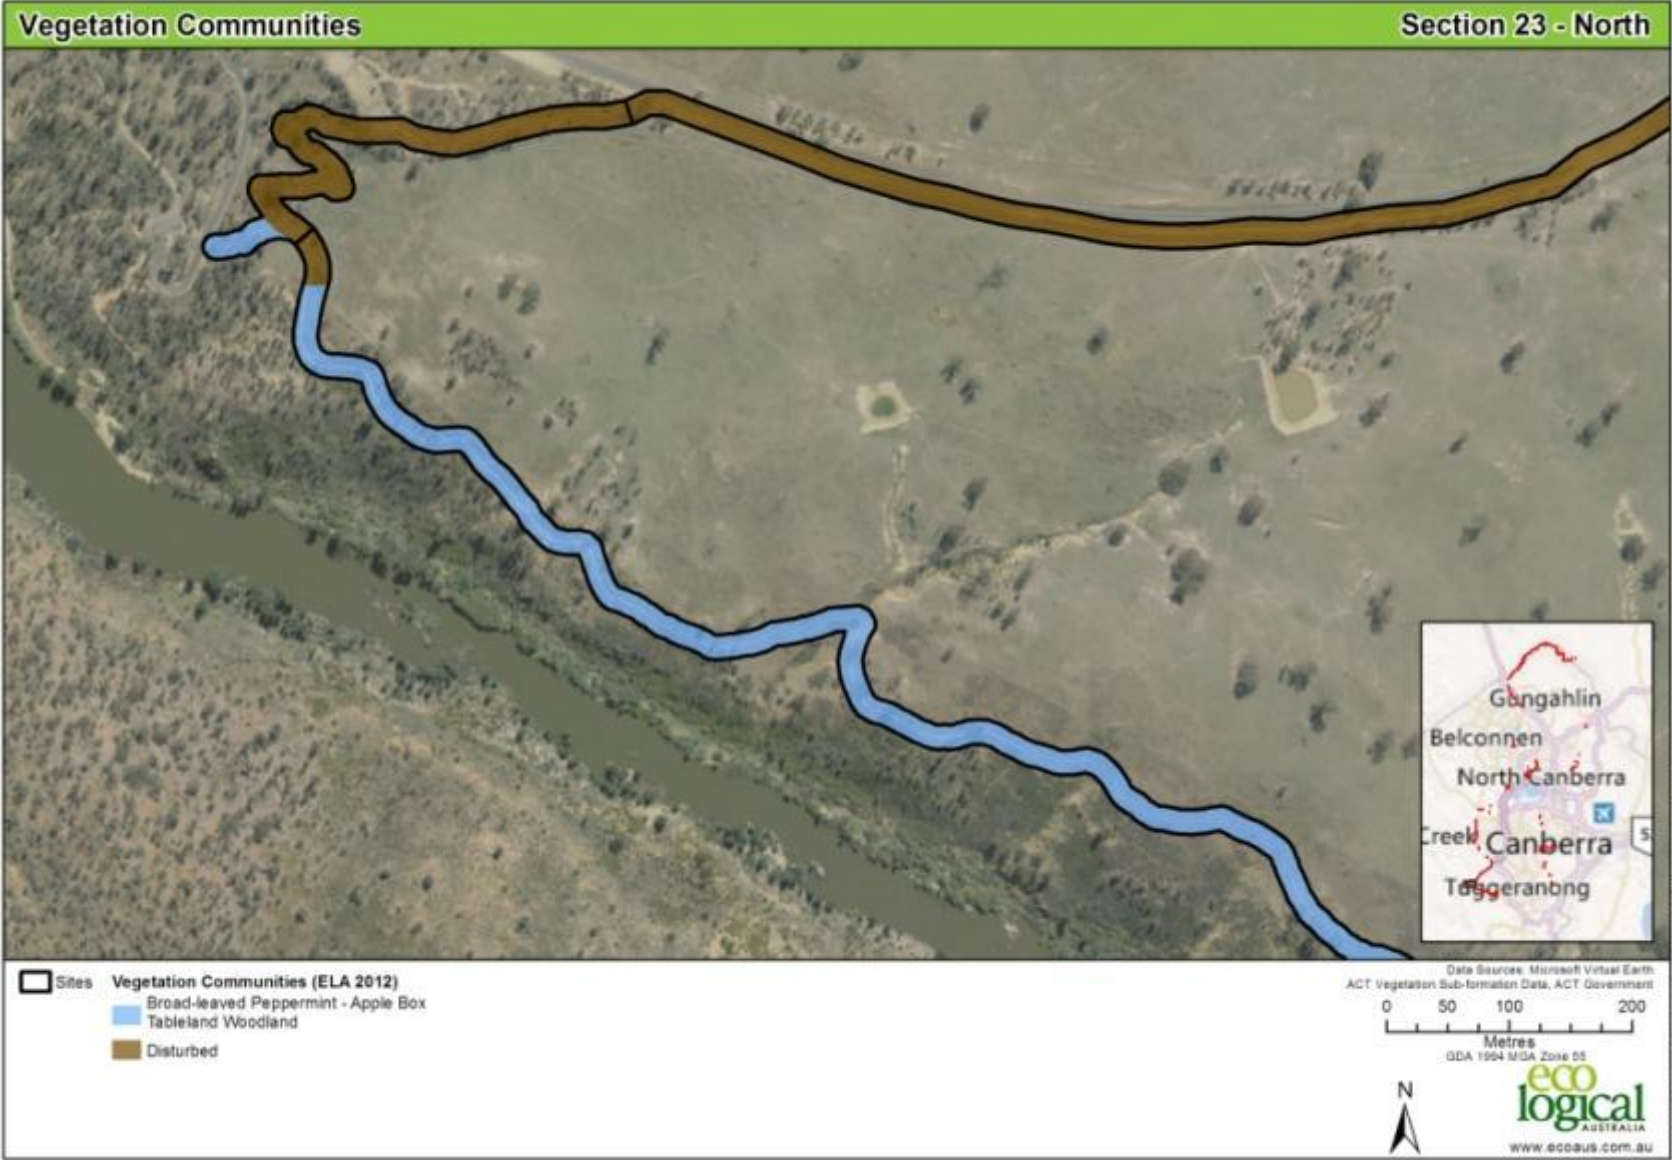 Vegetation Communities
Section 23 - North
Gungahlin
Belconnen
North Canberra
Creek
Canberra
5
Tuggeranong
Sites
Vegetation Communities (ELA 2012)
Broad-leaved Peppermint - Apple Box
Tableland Woodland
Disturbed
Data Sources: Microsoft Virtual Earth
ACT Vegetation Sub-formation Data, ACT Government
0 50 100 200
Metres
GDA 1994 MGA Zone 55
N
eco
logical
AUSTRALIA
www.ecoaus.com.au